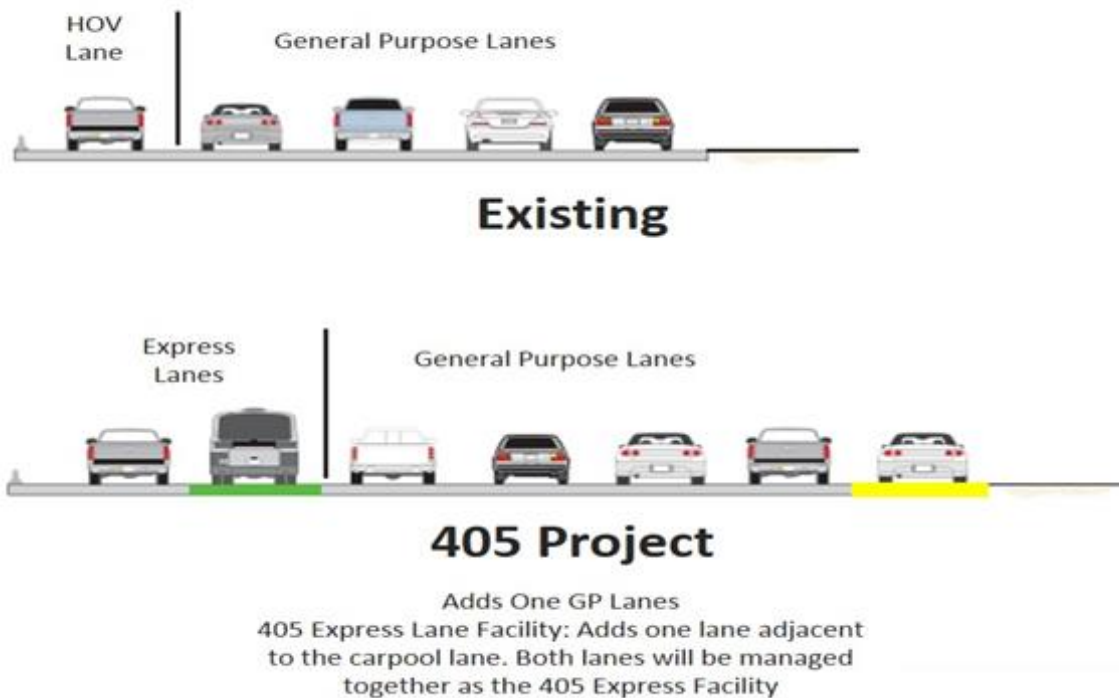 HOV
Lane
General Purpose Lanes
Existing
Express
Lanes
General Purpose Lanes
405 Project
Adds One GP Lanes
405 Express Lane Facility: Adds one lane adjacent
to the carpool lane. Both lanes will be managed
together as the 405 Express Facility